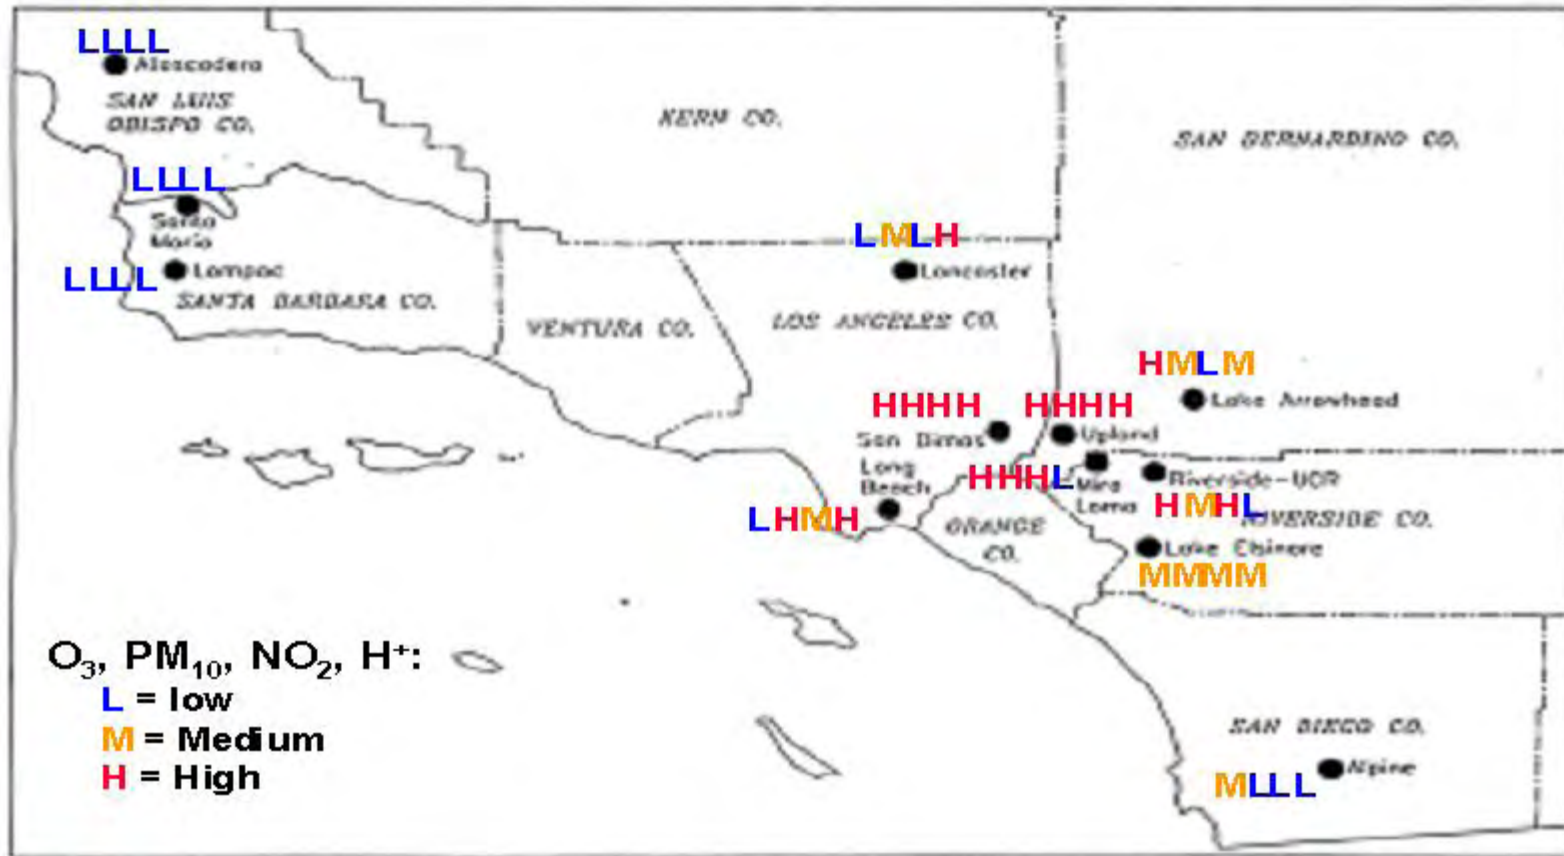 LLLL
Atascadero
SAN LUIS
OBISPO CO.
KERN CO.
SAN BERNARDINO CO.
LLLL
Santa
Maria
LLLL
Lompoc
SANTA BARBARA CO.
VENTURA CO.
LMLH
Lancaster
LOS ANGELES CO.
HMLM
Lake Arrowhead
HHHH
San Dimas
HHHH
Upland
Long
Beach
LHMH
HHHL
Mira
Loma
Riverside-UCR
HMHL
RIVERSIDE CO.
ORANGE
CO.
Lake Elsinore
MMMM
O₃, PM₁₀, NO₂, H⁺:
L = low
M = Medium
H = High
SAN DIEGO CO.
Alpine
MLLL